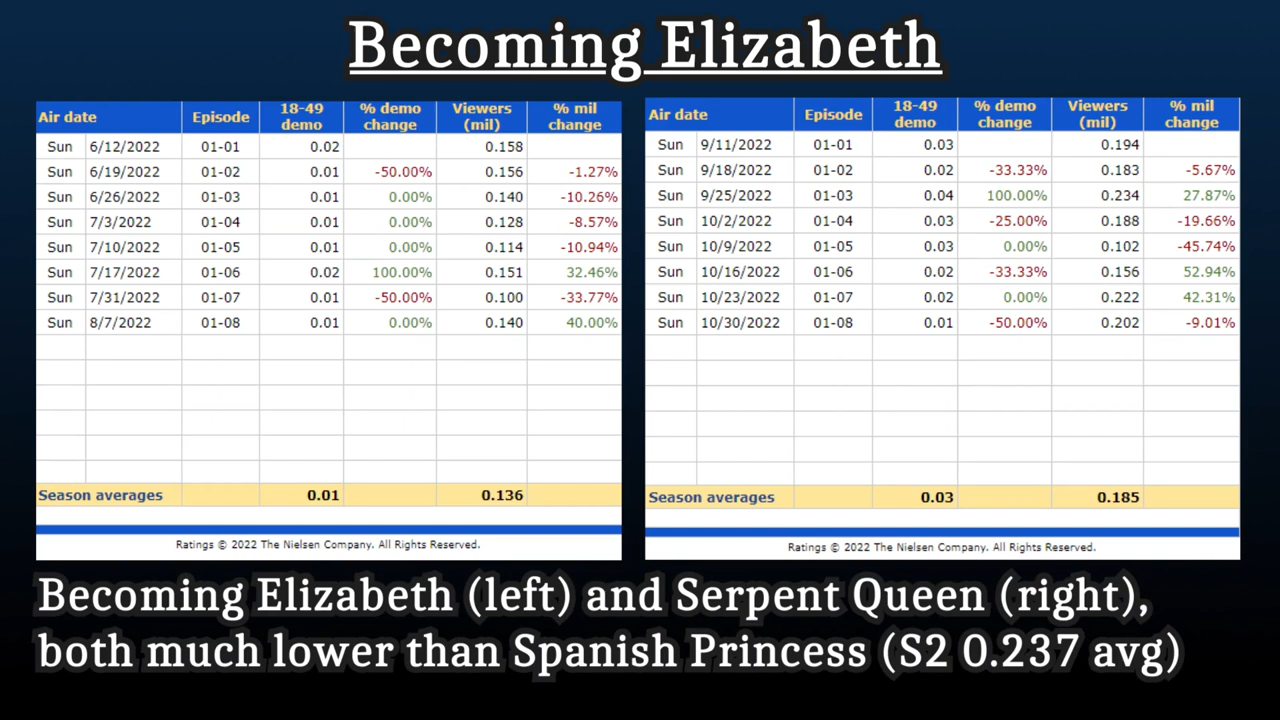 Becoming Elizabeth
Air date Episode 18-49 demo % demo change Viewers (mil) % mil change
Sun 6/12/2022 01-01 0.02 0.158
Sun 6/19/2022 01-02 0.01 -50.00% 0.156 -1.27%
Sun 6/26/2022 01-03 0.01 0.00% 0.140 -10.26%
Sun 7/3/2022 01-04 0.01 0.00% 0.128 -8.57%
Sun 7/10/2022 01-05 0.01 0.00% 0.114 -10.94%
Sun 7/17/2022 01-06 0.02 100.00% 0.151 32.46%
Sun 7/31/2022 01-07 0.01 -50.00% 0.100 -33.77%
Sun 8/7/2022 01-08 0.01 0.00% 0.140 40.00%
Season averages 0.01 0.136
Ratings © 2022 The Nielsen Company. All Rights Reserved.
Air date Episode 18-49 demo % demo change Viewers (mil) % mil change
Sun 9/11/2022 01-01 0.03 0.194
Sun 9/18/2022 01-02 0.02 -33.33% 0.183 -5.67%
Sun 9/25/2022 01-03 0.04 100.00% 0.234 27.87%
Sun 10/2/2022 01-04 0.03 -25.00% 0.188 -19.66%
Sun 10/9/2022 01-05 0.03 0.00% 0.102 -45.74%
Sun 10/16/2022 01-06 0.02 -33.33% 0.156 52.94%
Sun 10/23/2022 01-07 0.02 0.00% 0.222 42.31%
Sun 10/30/2022 01-08 0.01 -50.00% 0.202 -9.01%
Season averages 0.03 0.185
Ratings © 2022 The Nielsen Company. All Rights Reserved.
Becoming Elizabeth (left) and Serpent Queen (right),
both much lower than Spanish Princess (S2 0.237 avg)